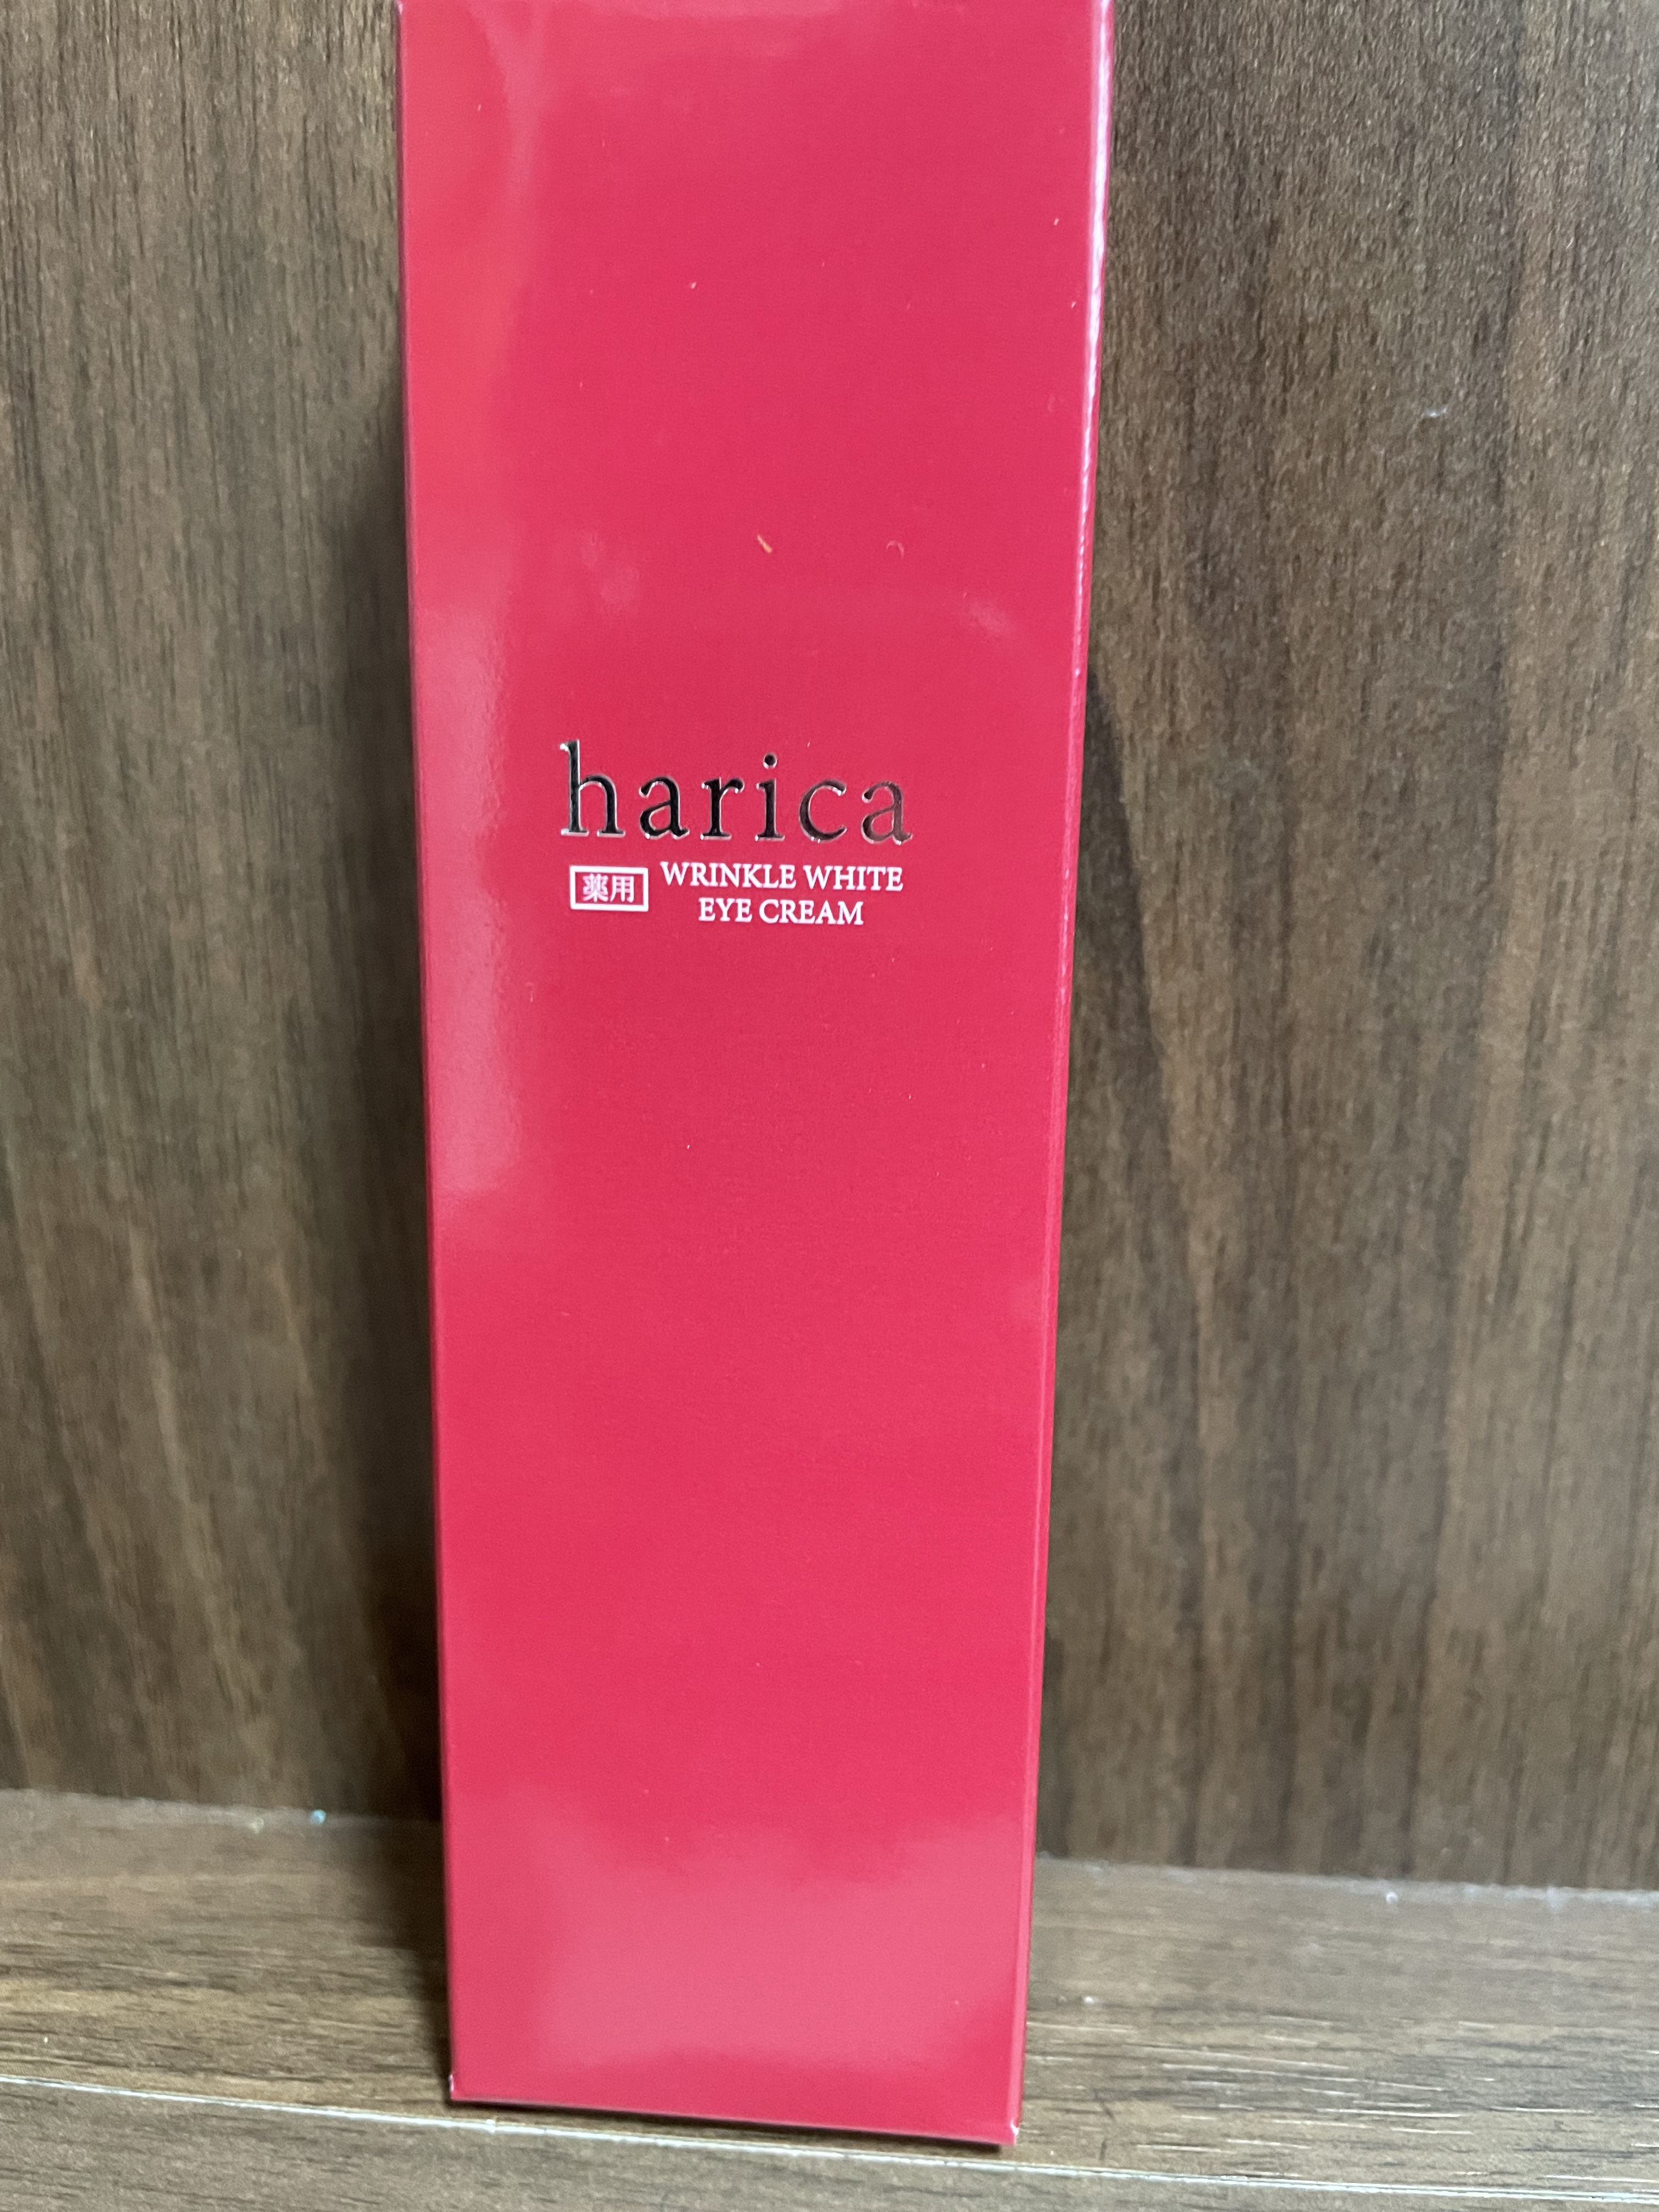 harica
薬用 WRINKLE WHITE
EYE CREAM